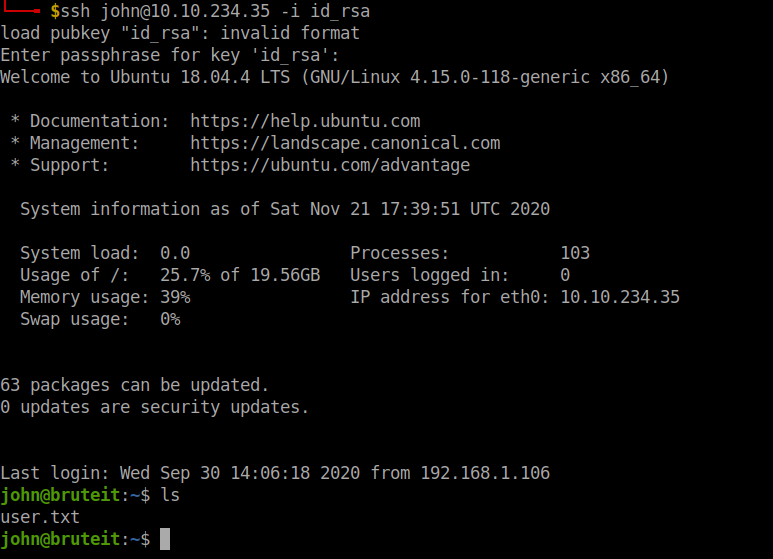 $ssh john@10.10.234.35 -i id_rsa
load pubkey "id_rsa": invalid format
Enter passphrase for key 'id_rsa':
Welcome to Ubuntu 18.04.4 LTS (GNU/Linux 4.15.0-118-generic x86_64)
* Documentation:  https://help.ubuntu.com
* Management:     https://landscape.canonical.com
* Support:        https://ubuntu.com/advantage
System information as of Sat Nov 21 17:39:51 UTC 2020
System load:  0.0                Processes:           103
Usage of /:   25.7% of 19.56GB   Users logged in:     0
Memory usage: 39%                IP address for eth0: 10.10.234.35
Swap usage:   0%
63 packages can be updated.
0 updates are security updates.
Last login: Wed Sep 30 14:06:18 2020 from 192.168.1.106
john@bruteit:~$ ls
user.txt
john@bruteit:~$